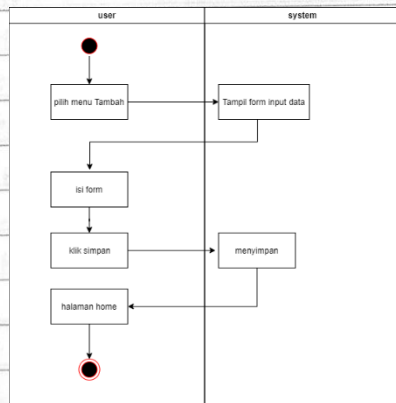 user
system
pilih menu Tambah
Tampil form input data
isi form
klik simpan
menyimpan
halaman home